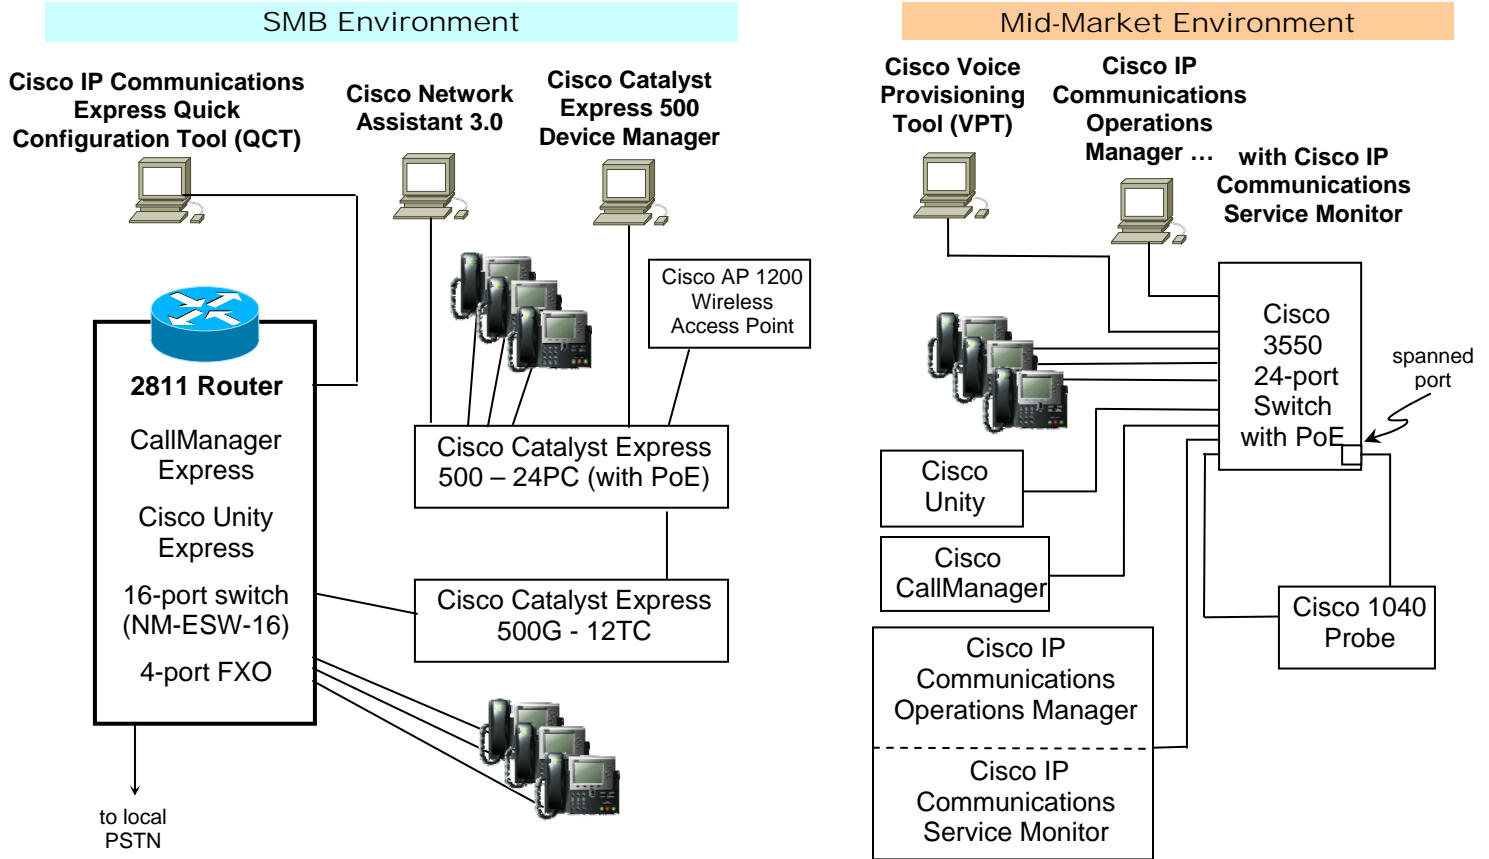 SMB Environment
Cisco IP Communications
Express Quick
Configuration Tool (QCT)
Cisco Network
Assistant 3.0
Cisco Catalyst
Express 500
Device Manager
Cisco AP 1200
Wireless
Access Point
2811 Router
CallManager
Express
Cisco Unity
Express
16-port switch
(NM-ESW-16)
4-port FXO
Cisco Catalyst Express
500 – 24PC (with PoE)
Cisco Catalyst Express
500G - 12TC
to local
PSTN
Mid-Market Environment
Cisco Voice
Provisioning
Tool (VPT)
Cisco IP
Communications
Operations
Manager …
with Cisco IP
Communications
Service Monitor
Cisco
3550
24-port
Switch
with PoE
spanned
port
Cisco
Unity
Cisco
CallManager
Cisco 1040
Probe
Cisco IP
Communications
Operations Manager
Cisco IP
Communications
Service Monitor